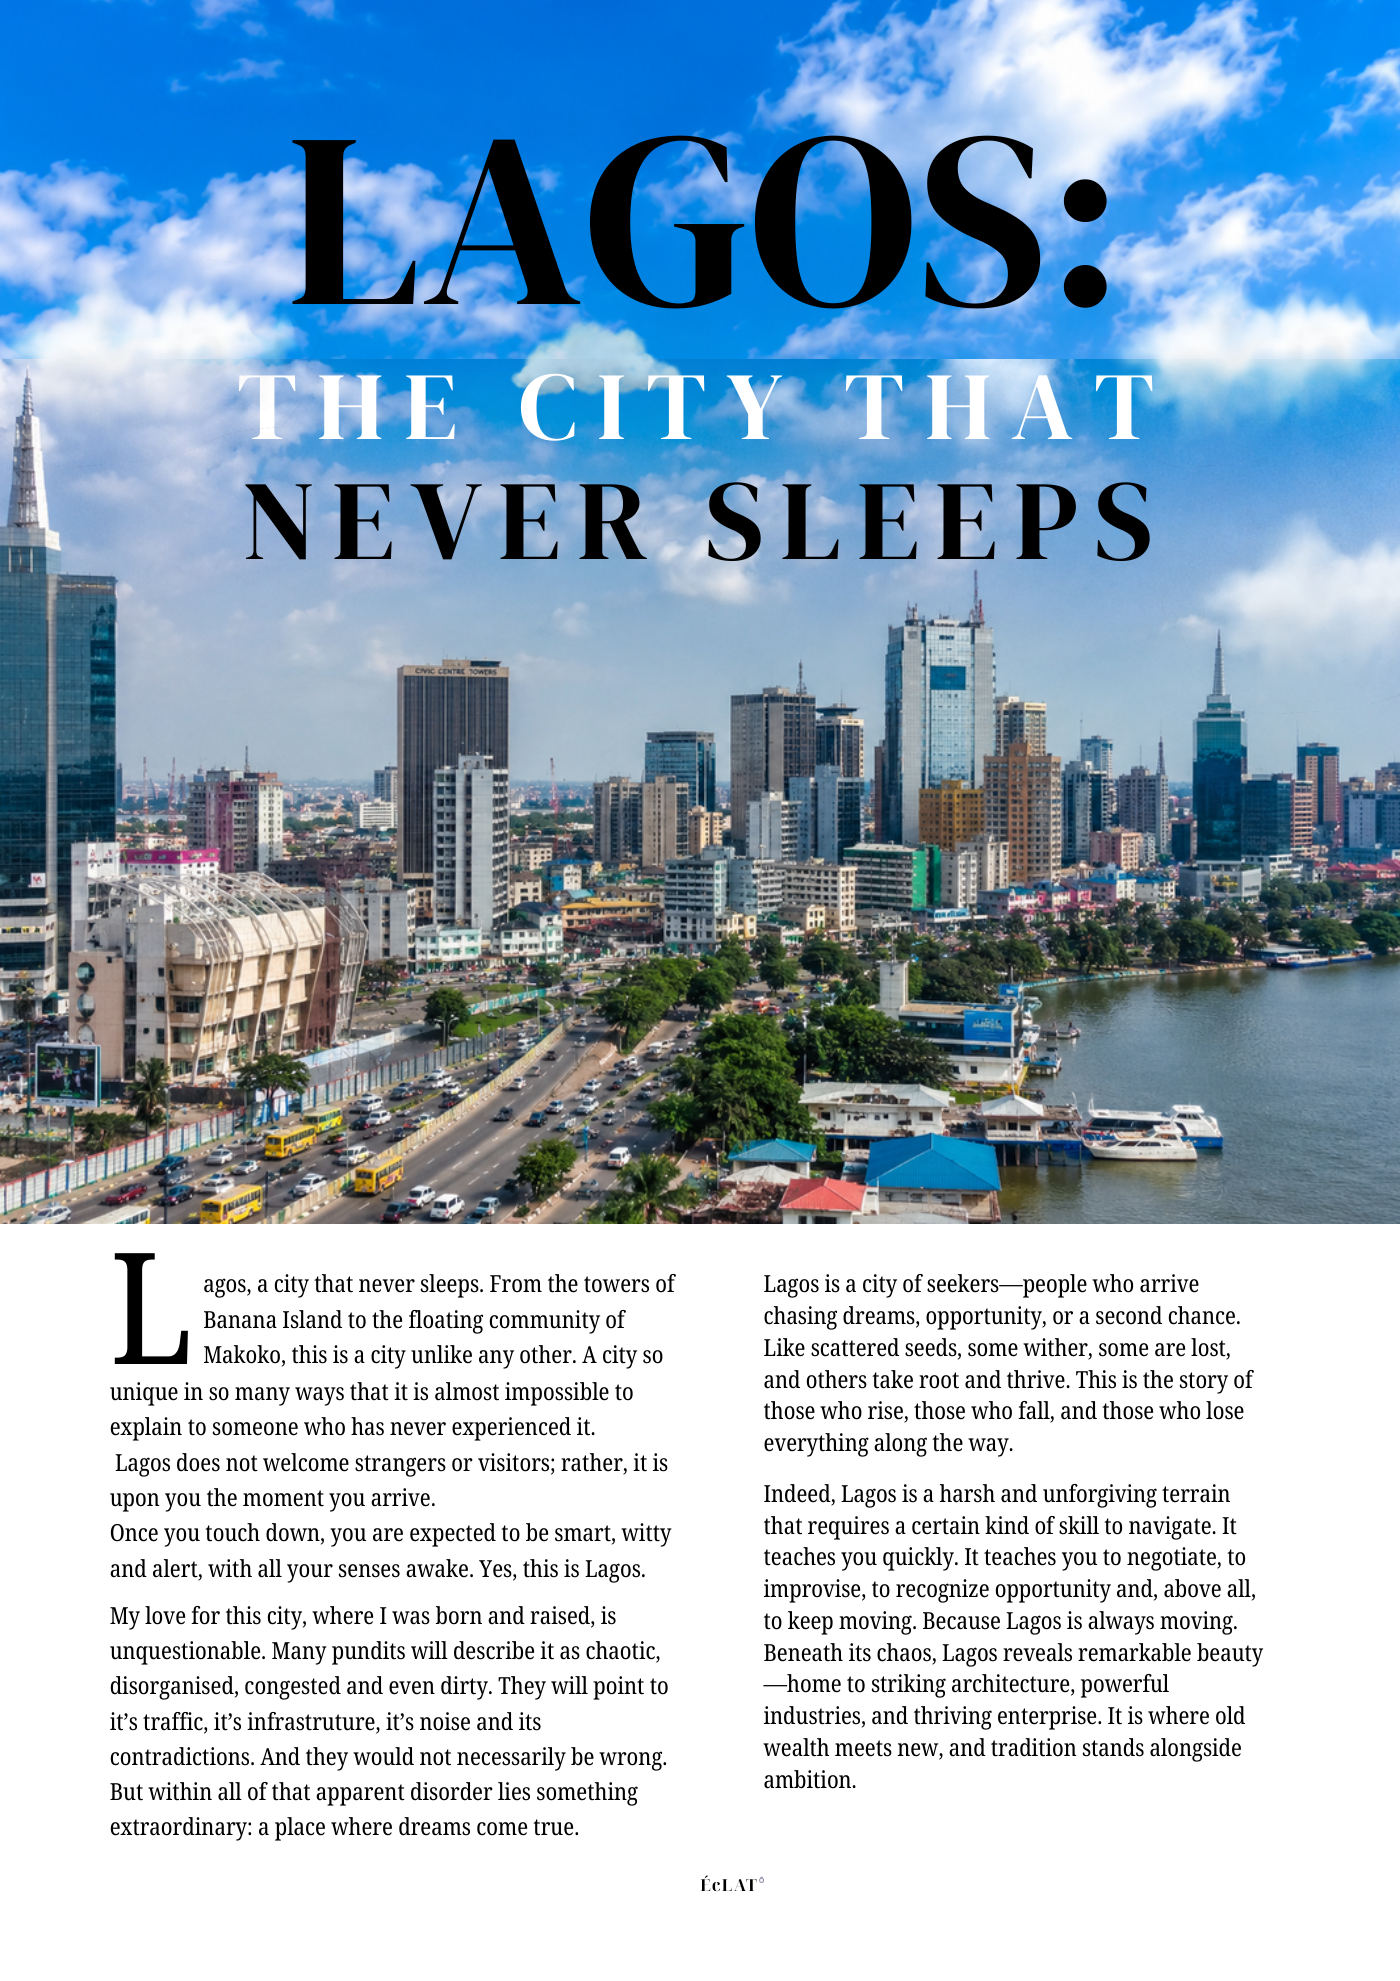 LAGOS:
THE CITY THAT
NEVER SLEEPS
CIVIC CENTRE TOWERS
Lagos, a city that never sleeps. From the towers of
Banana Island to the floating community of
Makoko, this is a city unlike any other. A city so
unique in so many ways that it is almost impossible to
explain to someone who has never experienced it.
Lagos does not welcome strangers or visitors; rather, it is
upon you the moment you arrive.
Once you touch down, you are expected to be smart, witty
and alert, with all your senses awake. Yes, this is Lagos.
My love for this city, where I was born and raised, is
unquestionable. Many pundits will describe it as chaotic,
disorganised, congested and even dirty. They will point to
it’s traffic, it’s infrastruture, it’s noise and its
contradictions. And they would not necessarily be wrong.
But within all of that apparent disorder lies something
extraordinary: a place where dreams come true.
Lagos is a city of seekers—people who arrive
chasing dreams, opportunity, or a second chance.
Like scattered seeds, some wither, some are lost,
and others take root and thrive. This is the story of
those who rise, those who fall, and those who lose
everything along the way.
Indeed, Lagos is a harsh and unforgiving terrain
that requires a certain kind of skill to navigate. It
teaches you quickly. It teaches you to negotiate, to
improvise, to recognize opportunity and, above all,
to keep moving. Because Lagos is always moving.
Beneath its chaos, Lagos reveals remarkable beauty
—home to striking architecture, powerful
industries, and thriving enterprise. It is where old
wealth meets new, and tradition stands alongside
ambition.
ÉcLAT